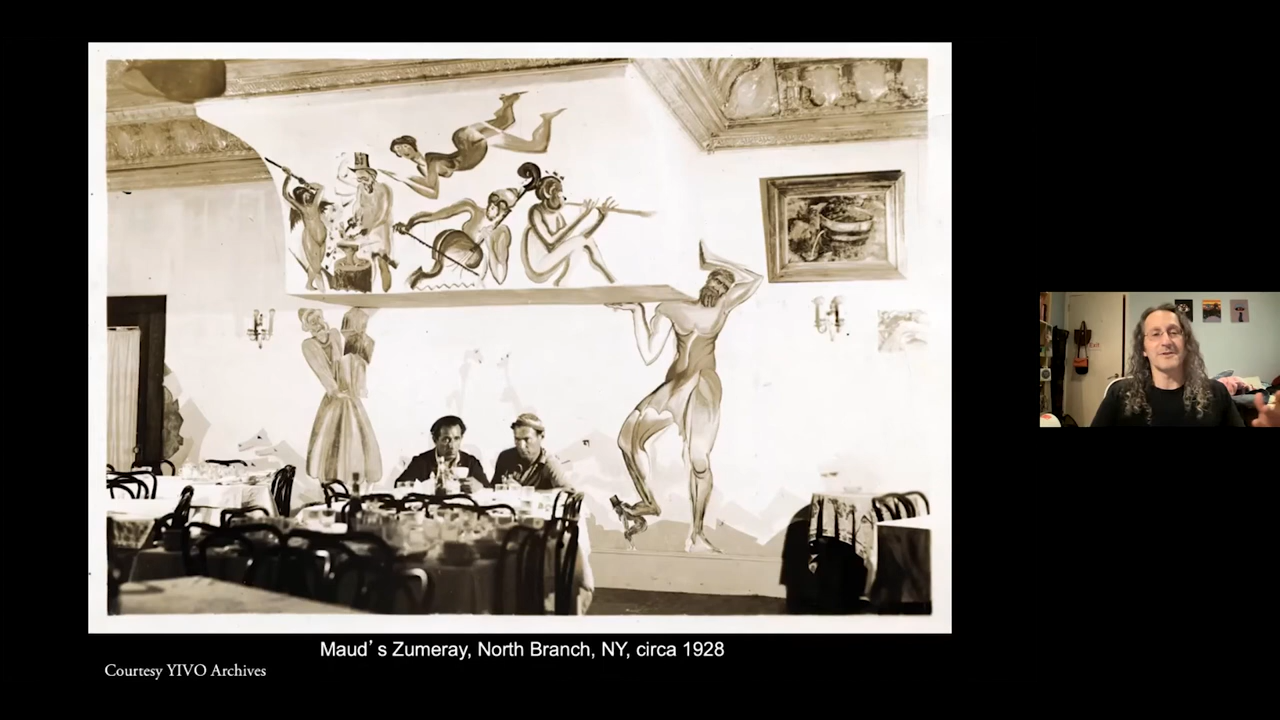 Maud's Zumeray, North Branch, NY, circa 1928
Courtesy YIVO Archives